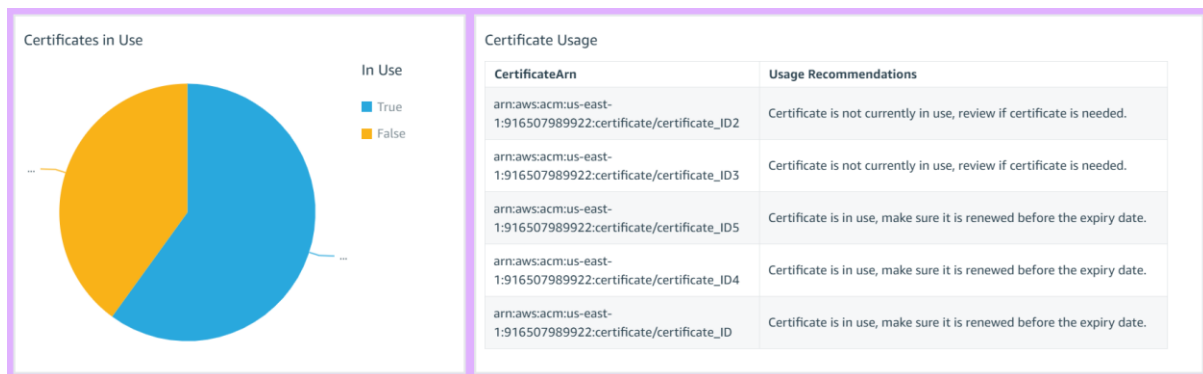 Certificates in Use
In Use
True
False
...
...
Certificate Usage
CertificateArn Usage Recommendations
arn:aws:acm:us-east-
1:916507989922:certificate/certificate_ID2
Certificate is not currently in use, review if certificate is needed.
arn:aws:acm:us-east-
1:916507989922:certificate/certificate_ID3
Certificate is not currently in use, review if certificate is needed.
arn:aws:acm:us-east-
1:916507989922:certificate/certificate_ID5
Certificate is in use, make sure it is renewed before the expiry date.
arn:aws:acm:us-east-
1:916507989922:certificate/certificate_ID4
Certificate is in use, make sure it is renewed before the expiry date.
arn:aws:acm:us-east-
1:916507989922:certificate/certificate_ID
Certificate is in use, make sure it is renewed before the expiry date.